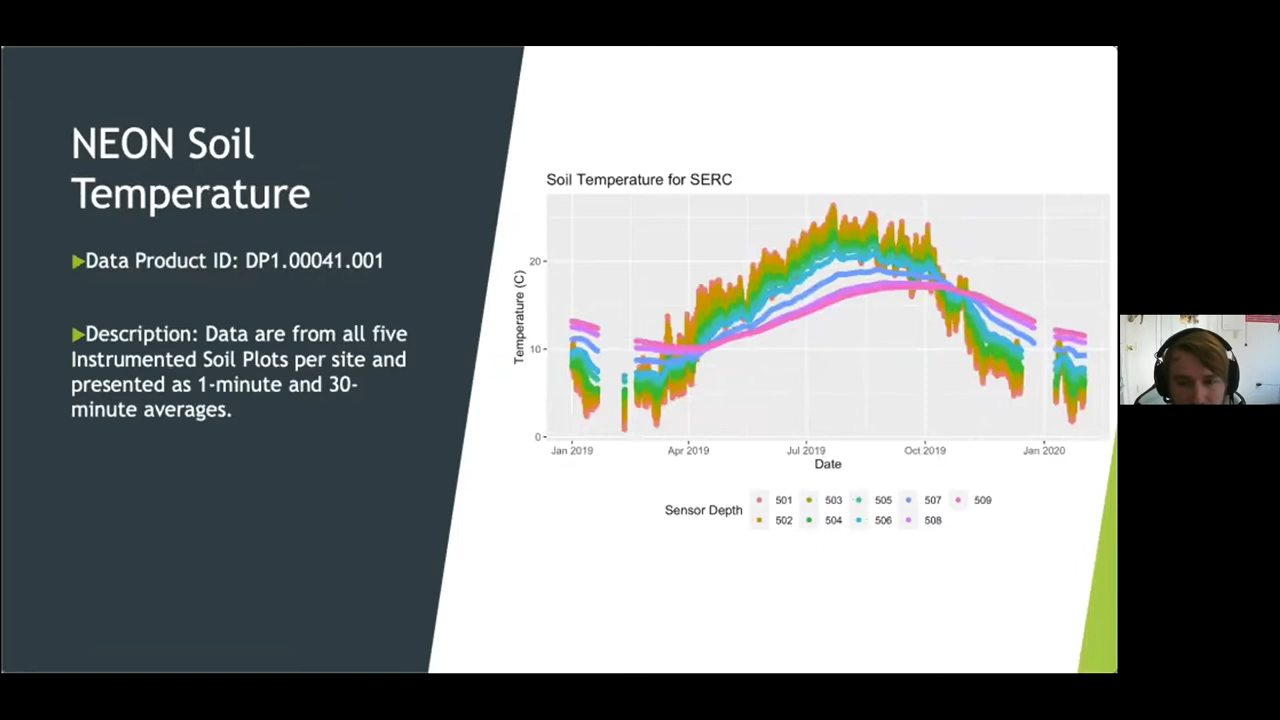 NEON Soil
Temperature
Data Product ID: DP1.00041.001
Description: Data are from all five
Instrumented Soil Plots per site and
presented as 1-minute and 30-
minute averages.
Soil Temperature for SERC
Temperature (C)
20
10
0
Jan 2019 Apr 2019 Jul 2019 Oct 2019 Jan 2020
Date
Sensor Depth
501 503 505 507 509
502 504 506 508